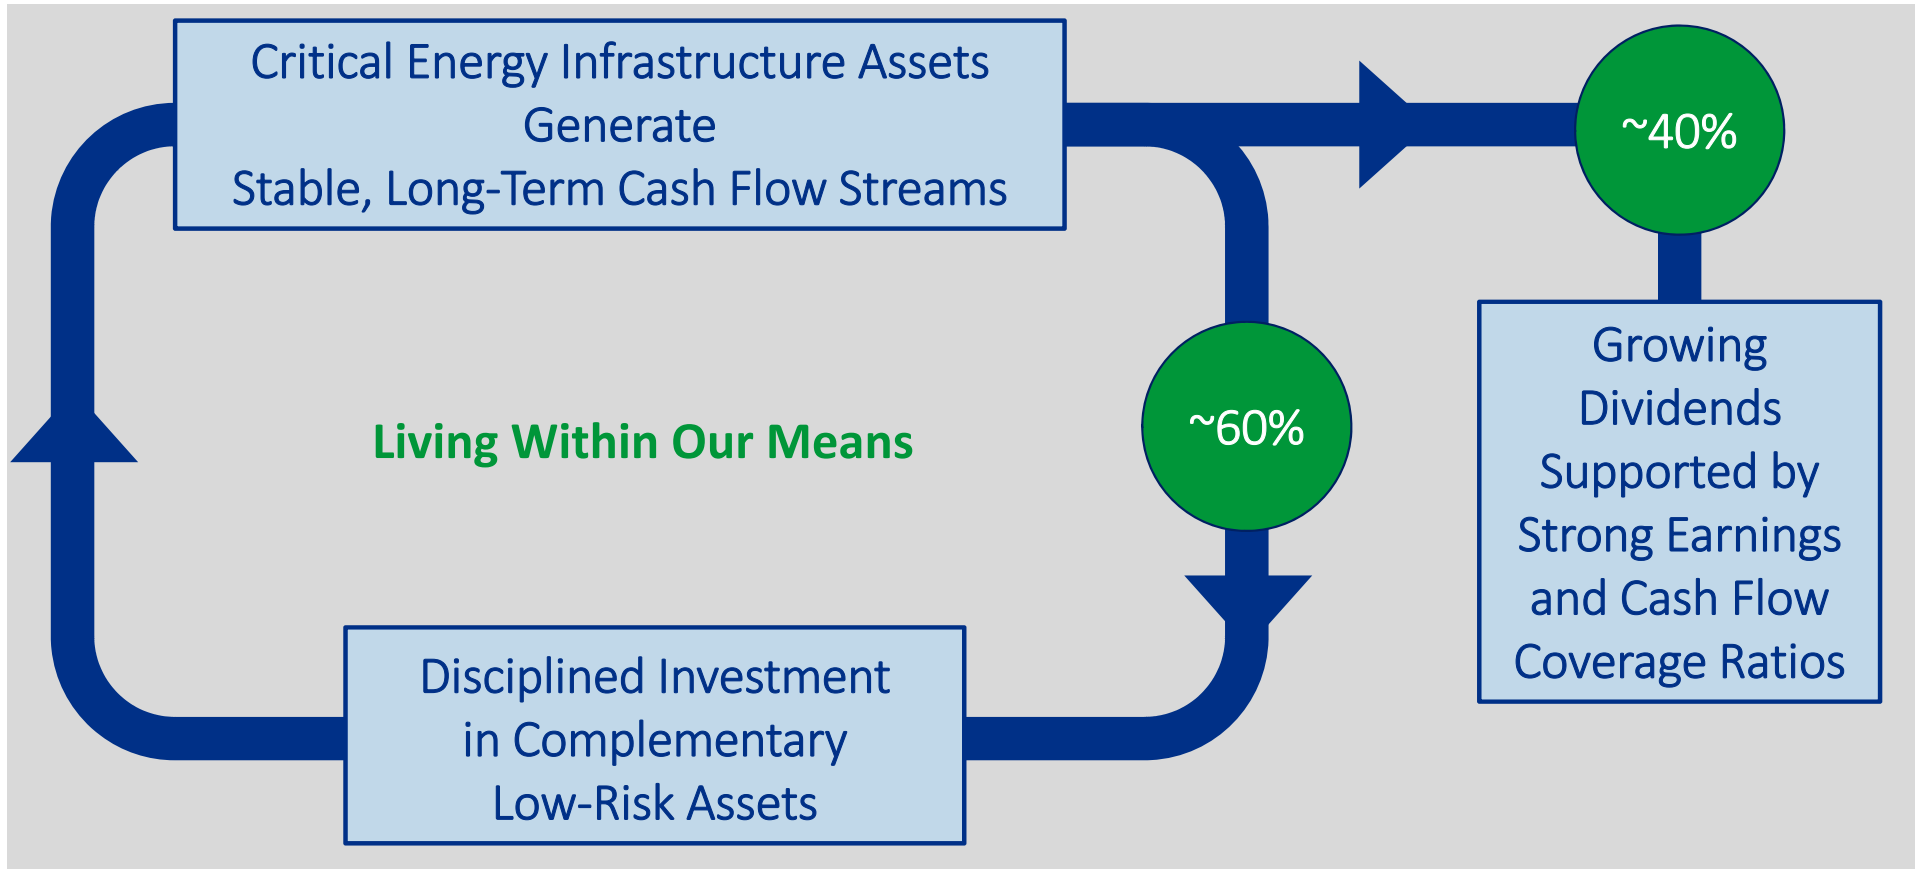 Critical Energy Infrastructure Assets
Generate
Stable, Long-Term Cash Flow Streams
~40%
~60%
Living Within Our Means
Growing
Dividends
Supported by
Strong Earnings
and Cash Flow
Coverage Ratios
Disciplined Investment
in Complementary
Low-Risk Assets